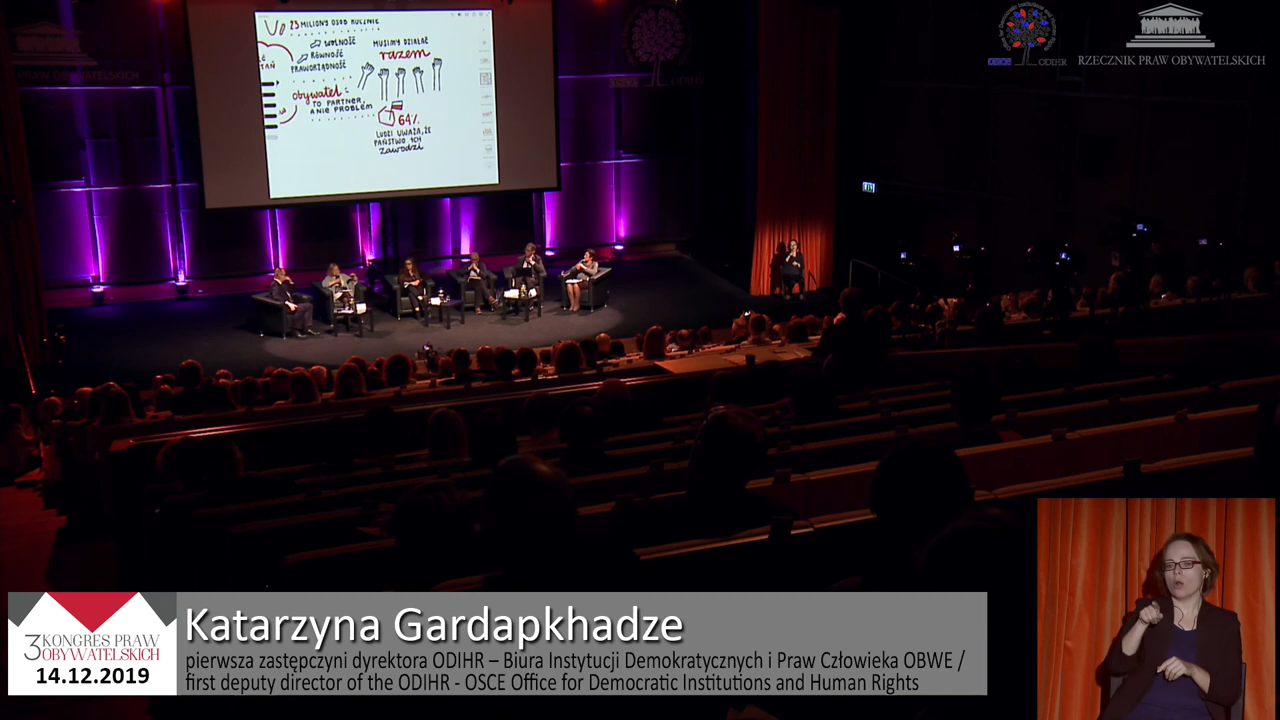 23 MILIONY OSÓB ROCZNIE
WOLNOŚĆ
RÓWNOŚĆ
PRAWORZĄDNOŚĆ
MUSIMY DZIAŁAĆ
razem
obywatel:
TO PARTNER,
A NIE PROBLEM
64%
LUDZI UWAŻA, ŻE
PAŃSTWO ICH
zawodzi
OSCE ODIHR
RZECZNIK PRAW OBYWATELSKICH
3 KONGRES PRAW
OBYWATELSKICH
14.12.2019
Katarzyna Gardapkhadze
pierwsza zastępczyni dyrektora ODIHR – Biura Instytucji Demokratycznych i Praw Człowieka OBWE /
first deputy director of the ODIHR - OSCE Office for Democratic Institutions and Human Rights